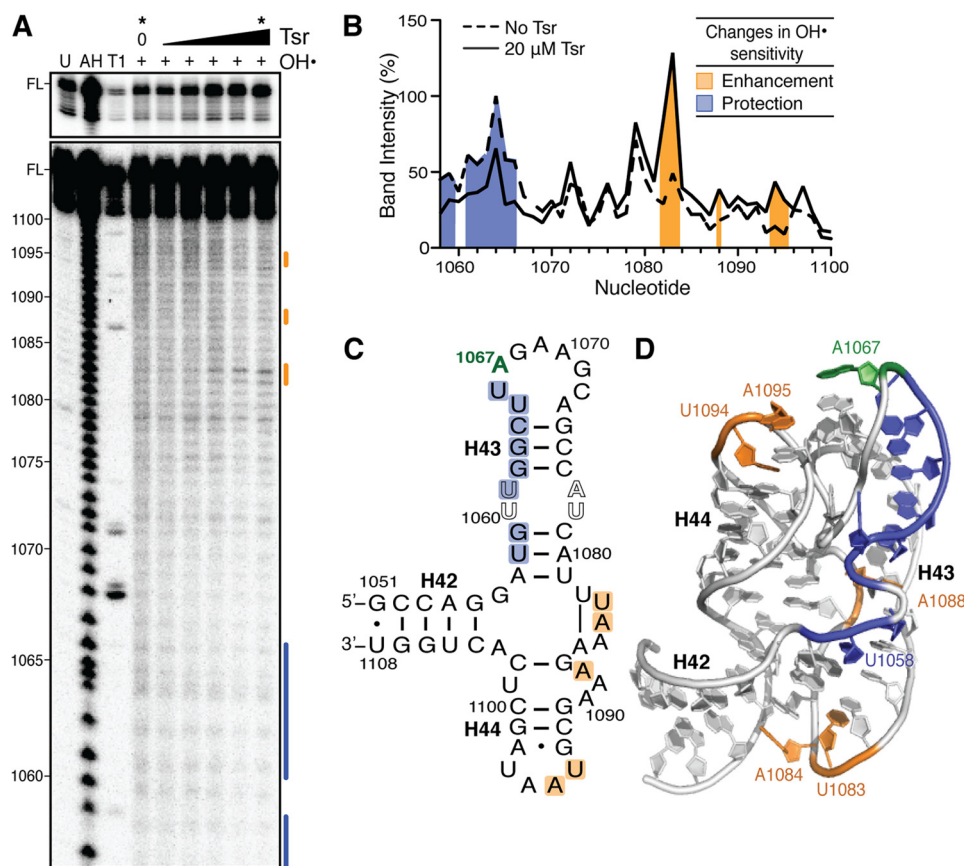 A
*
*
0
Tsr
U AH T1 + + + + + + OH•
FL
FL
1100
1095
1090
1085
1080
1075
1070
1065
1060
B
No Tsr
20 µM Tsr
Changes in OH•
sensitivity
Enhancement
Protection
150
100
50
0
Band Intensity (%)
1060 1070 1080 1090 1100
Nucleotide
C
1070
1067
A G A A
G
U C
U A
C G
H43
G C
G C
U A
1060 U U
G C
U A 1080
A U
1051 H42
G U U
5'-G C C A G A A
3'-U G G U C A G A A
1108 C A
U A 1090
1100 C G
H44 G C
A G
U U
A A
D
A1067
A1095
U1094
H44
H43
A1088
H42
U1058
A1084
U1083